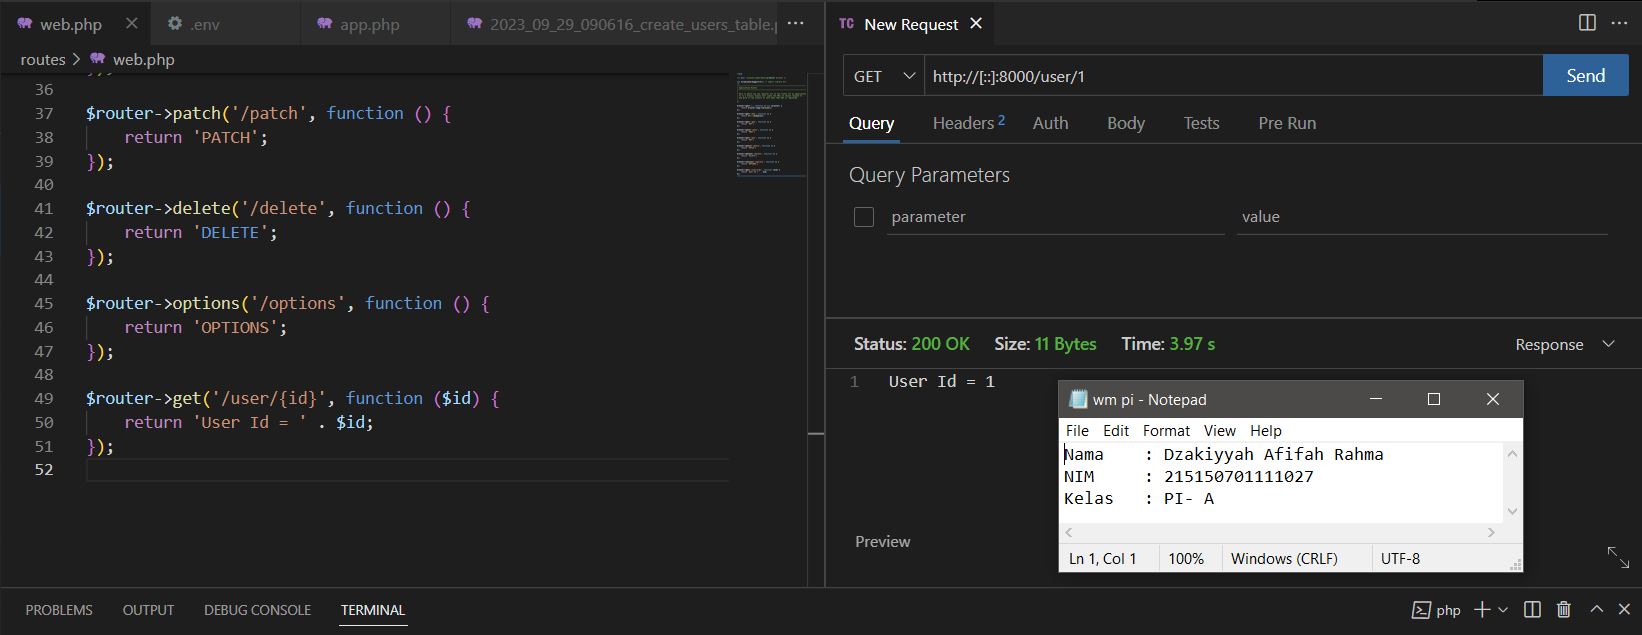 web.php
.env
app.php
2023_09_29_090616_create_users_table.
routes > web.php
36
37 $router->patch('/patch', function () {
38 return 'PATCH';
39 });
40
41 $router->delete('/delete', function () {
42 return 'DELETE';
43 });
44
45 $router->options('/options', function () {
46 return 'OPTIONS';
47 });
48
49 $router->get('/user/{id}', function ($id) {
50 return 'User Id = ' . $id;
51 });
52
TC New Request
GET http://[::]:8000/user/1 Send
Query Headers 2 Auth Body Tests Pre Run
Query Parameters
parameter value
Status: 200 OK Size: 11 Bytes Time: 3.97 s Response
1 User Id = 1
wm pi - Notepad
File Edit Format View Help
Nama : Dzakiyyah Afifah Rahma
NIM : 215150701111027
Kelas : PI- A
Ln 1, Col 1 100% Windows (CRLF) UTF-8
Preview
PROBLEMS OUTPUT DEBUG CONSOLE TERMINAL php